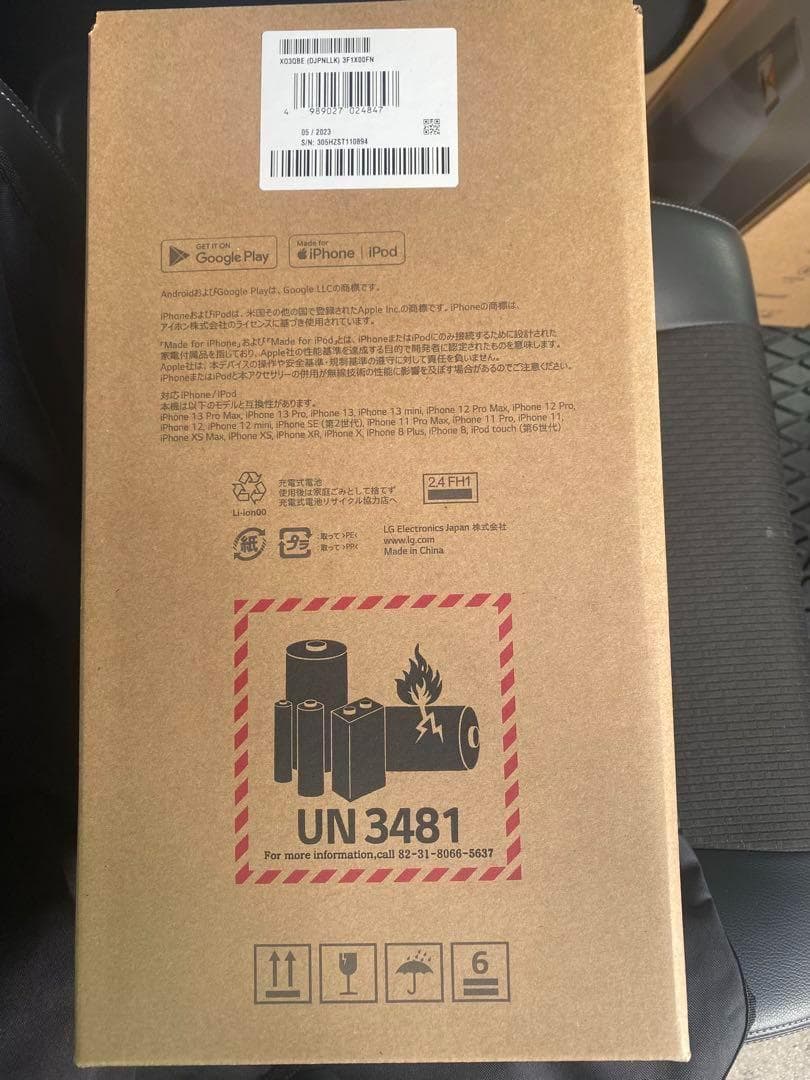 XO3QBE (DJPNLLK) 3F1X00FN
4 989027 024847
05 / 2023
S/N: 305HZST110894
GET IT ON
Google Play
Made for
iPhone | iPod
AndroidおよびGoogle Playは、Google LLCの商標です。
iPhoneおよびiPodは、米国その他の国で登録されたApple Inc.の商標です。iPhoneの商標は、
アイホン株式会社のライセンスに基づき使用されています。
「Made for iPhone」および「Made for iPod」とは、iPhoneまたはiPodにのみ接続するために設計された
家電付属品を指しており、Apple社の性能基準を達成する目的で開発者に認定されたものを意味します。
Apple社は、本デバイスの操作や安全基準・規制基準の遵守に対して責任を負いません。
iPhoneまたはiPodと本アクセサリーの併用が無線技術の性能に影響を及ぼす場合があるのでご注意ください。
対応 iPhone / iPod
本機は以下のモデルと互換性があります。
iPhone 13 Pro Max, iPhone 13 Pro, iPhone 13, iPhone 13 mini, iPhone 12 Pro Max, iPhone 12 Pro,
iPhone 12, iPhone 12 mini, iPhone SE (第2世代), iPhone 11 Pro Max, iPhone 11 Pro, iPhone 11,
iPhone XS Max, iPhone XS, iPhone XR, iPhone X, iPhone 8 Plus, iPhone 8, iPod touch (第6世代)
Li-ion00
充電式電池
使用後は家庭ごみとして捨てず
充電式電池リサイクル協力店へ
2.4 FH1
紙
プラ
: 取って >PE<
: 取って >PP<
LG Electronics Japan 株式会社
www.lg.com
Made in China
UN 3481
For more information,call 82-31-8066-5637
6